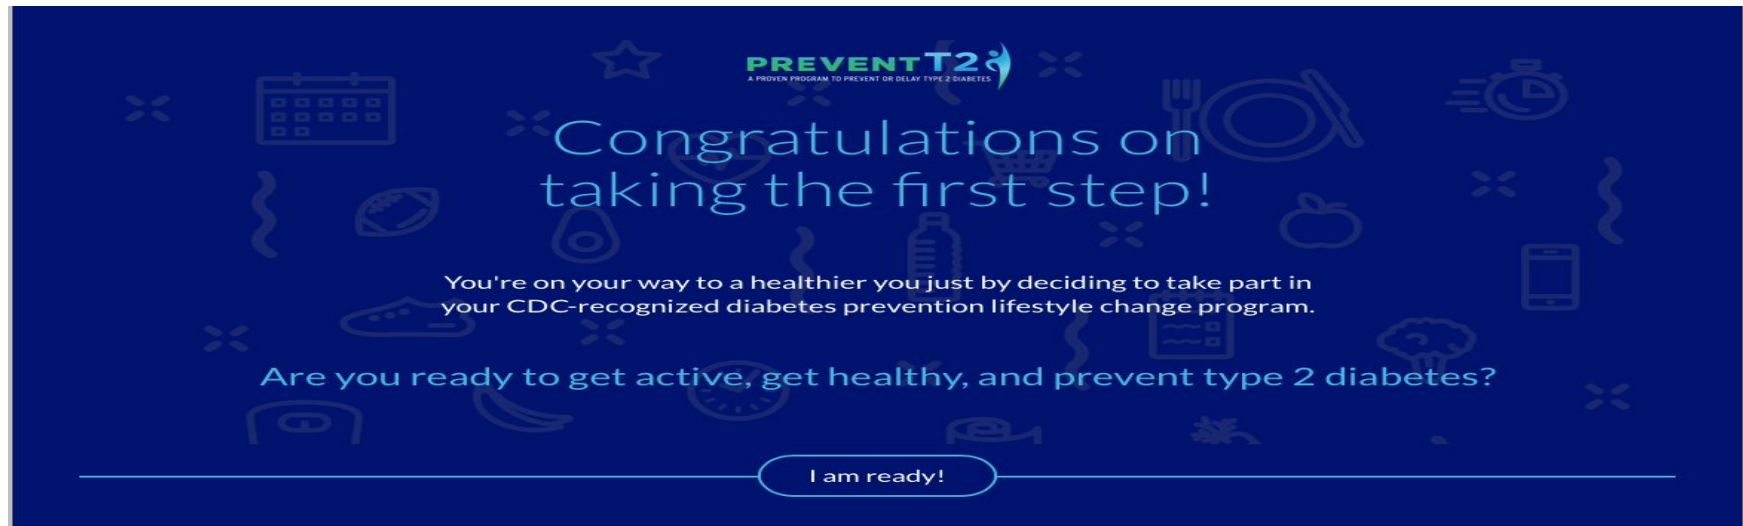 PREVENTT2
A PROVEN PROGRAM TO PREVENT OR DELAY TYPE 2 DIABETES
Congratulations on
taking the first step!
You're on your way to a healthier you just by deciding to take part in
your CDC-recognized diabetes prevention lifestyle change program.
Are you ready to get active, get healthy, and prevent type 2 diabetes?
I am ready!